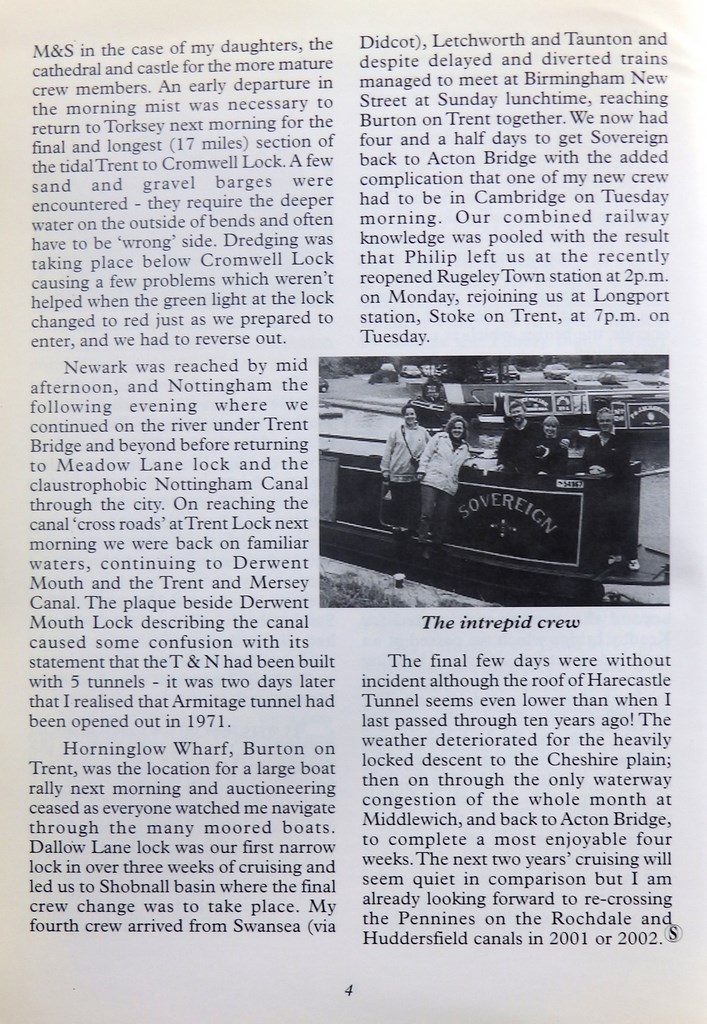 M&S in the case of my daughters, the
cathedral and castle for the more mature
crew members. An early departure in
the morning mist was necessary to
return to Torksey next morning for the
final and longest (17 miles) section of
the tidal Trent to Cromwell Lock. A few
sand and gravel barges were
encountered - they require the deeper
water on the outside of bends and often
have to be ‘wrong’ side. Dredging was
taking place below Cromwell Lock
causing a few problems which weren't
helped when the green light at the lock
changed to red just as we prepared to
enter, and we had to reverse out.
Newark was reached by mid
afternoon, and Nottingham the
following evening where we
continued on the river under Trent
Bridge and beyond before returning
to Meadow Lane lock and the
claustrophobic Nottingham Canal
through the city. On reaching the
canal ‘cross roads’ at Trent Lock next
morning we were back on familiar
waters, continuing to Derwent
Mouth and the Trent and Mersey
Canal. The plaque beside Derwent
Mouth Lock describing the canal
caused some confusion with its
statement that the T & N had been built
with 5 tunnels - it was two days later
that I realised that Armitage tunnel had
been opened out in 1971.
Horninglow Wharf, Burton on
Trent, was the location for a large boat
rally next morning and auctioneering
ceased as everyone watched me navigate
through the many moored boats.
Dallow Lane lock was our first narrow
lock in over three weeks of cruising and
led us to Shobnall basin where the final
crew change was to take place. My
fourth crew arrived from Swansea (via
Didcot), Letchworth and Taunton and
despite delayed and diverted trains
managed to meet at Birmingham New
Street at Sunday lunchtime, reaching
Burton on Trent together. We now had
four and a half days to get Sovereign
back to Acton Bridge with the added
complication that one of my new crew
had to be in Cambridge on Tuesday
morning. Our combined railway
knowledge was pooled with the result
that Philip left us at the recently
reopened Rugeley Town station at 2p.m.
on Monday, rejoining us at Longport
station, Stoke on Trent, at 7p.m. on
Tuesday.
54967
SOVEREIGN
The intrepid crew
The final few days were without
incident although the roof of Harecastle
Tunnel seems even lower than when I
last passed through ten years ago! The
weather deteriorated for the heavily
locked descent to the Cheshire plain;
then on through the only waterway
congestion of the whole month at
Middlewich, and back to Acton Bridge,
to complete a most enjoyable four
weeks. The next two years' cruising will
seem quiet in comparison but I am
already looking forward to re-crossing
the Pennines on the Rochdale and
Huddersfield canals in 2001 or 2002. S
4